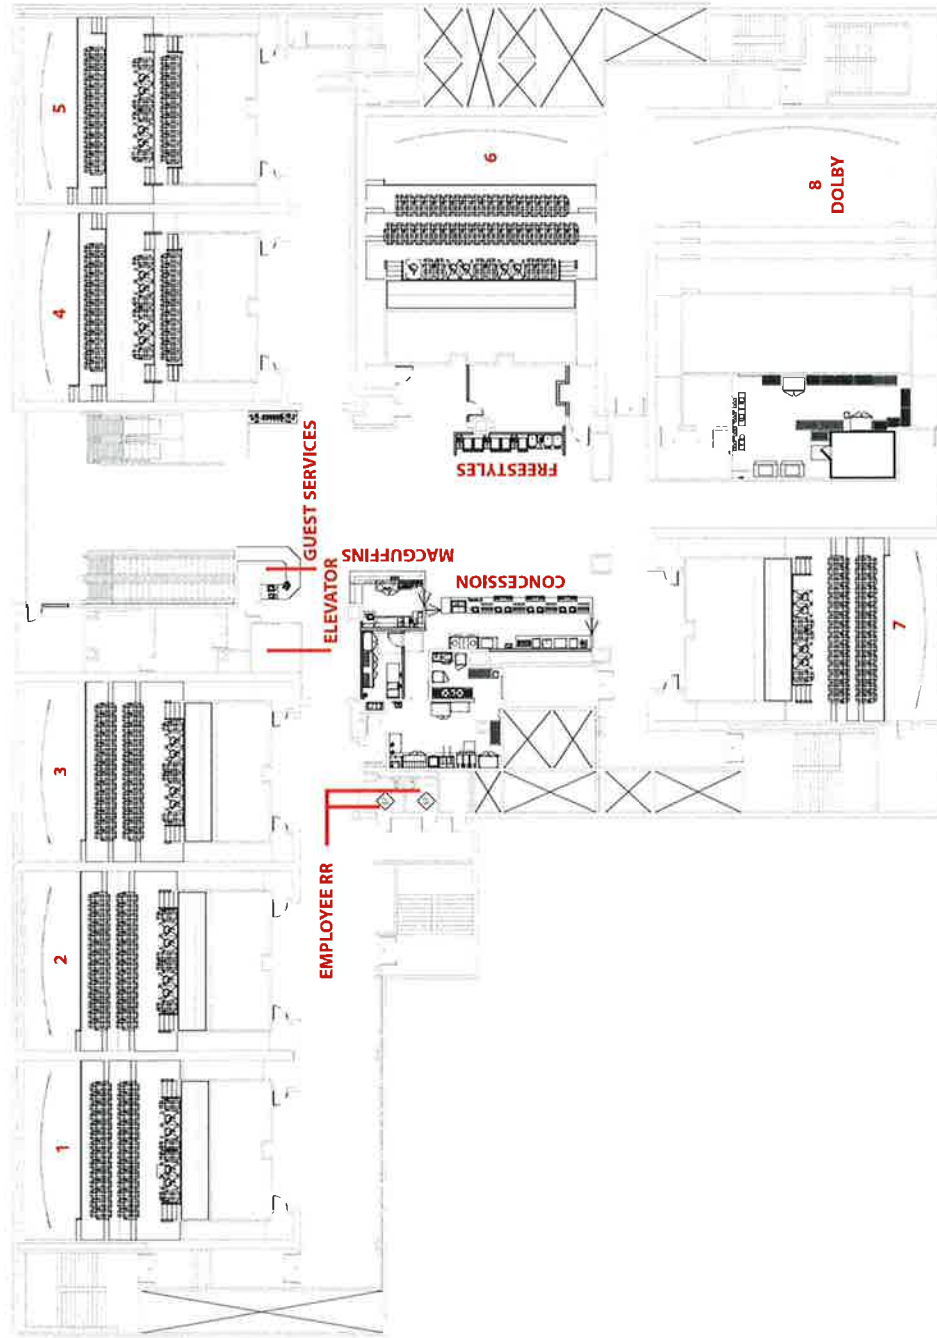 5
4
3
2
1
6
8
DOLBY
7
GUEST SERVICES
ELEVATOR
MACGUFFINS
CONCESSION
FREESTYLES
EMPLOYEE RR